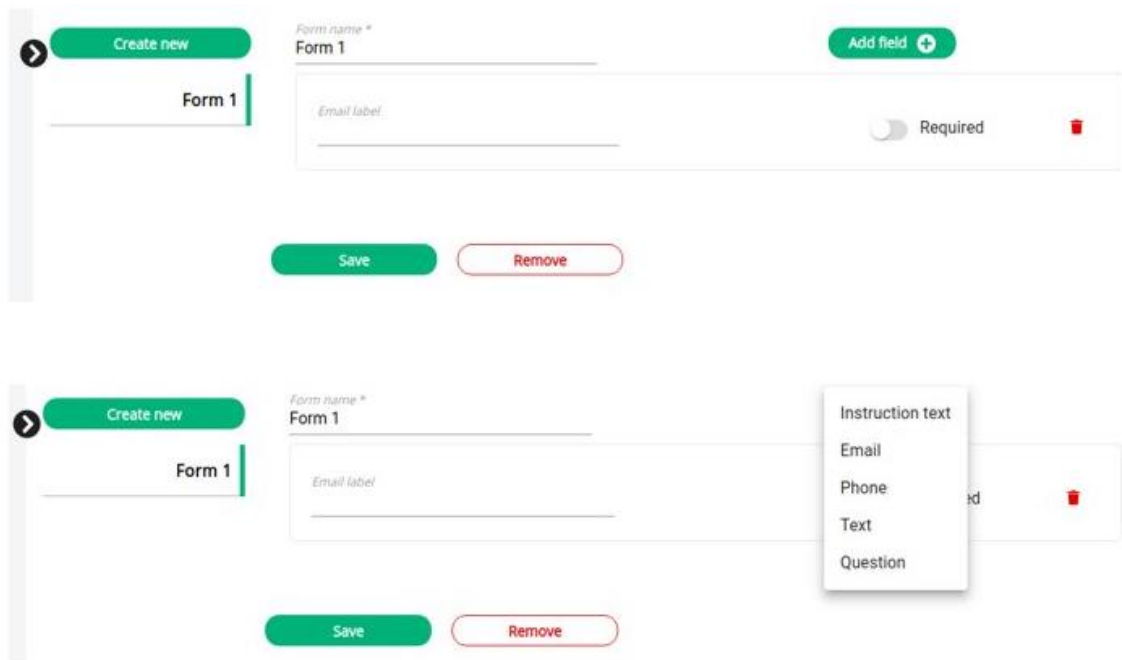 Form name *
Create new
Form 1
Add field
Form 1
Email label
Required
Save
Remove
Form name *
Create new
Form 1
Instruction text
Form 1
Email label
Email
Phone
ed
Text
Question
Save
Remove